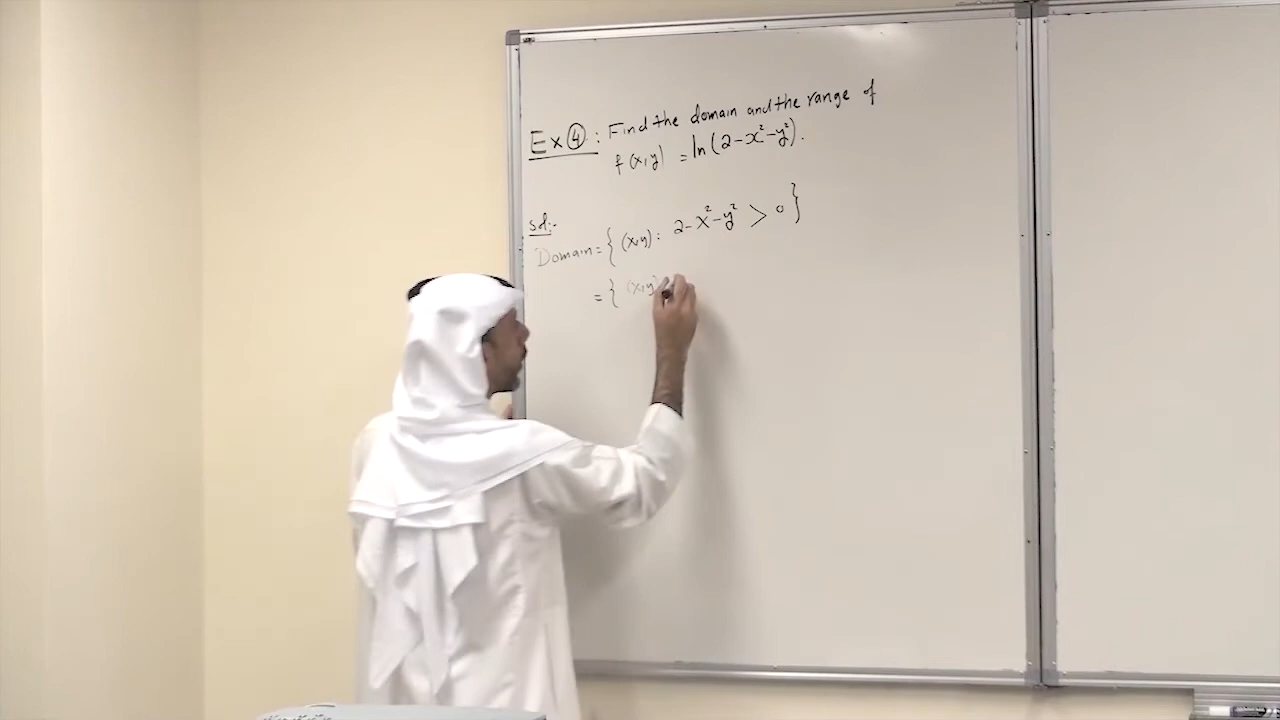 Ex ④ : Find the domain and the range of
f(x,y) = ln(2-x²-y²).
Sol:-
Domain = { (x,y) : 2-x²-y² > 0 }
= { (x,y)